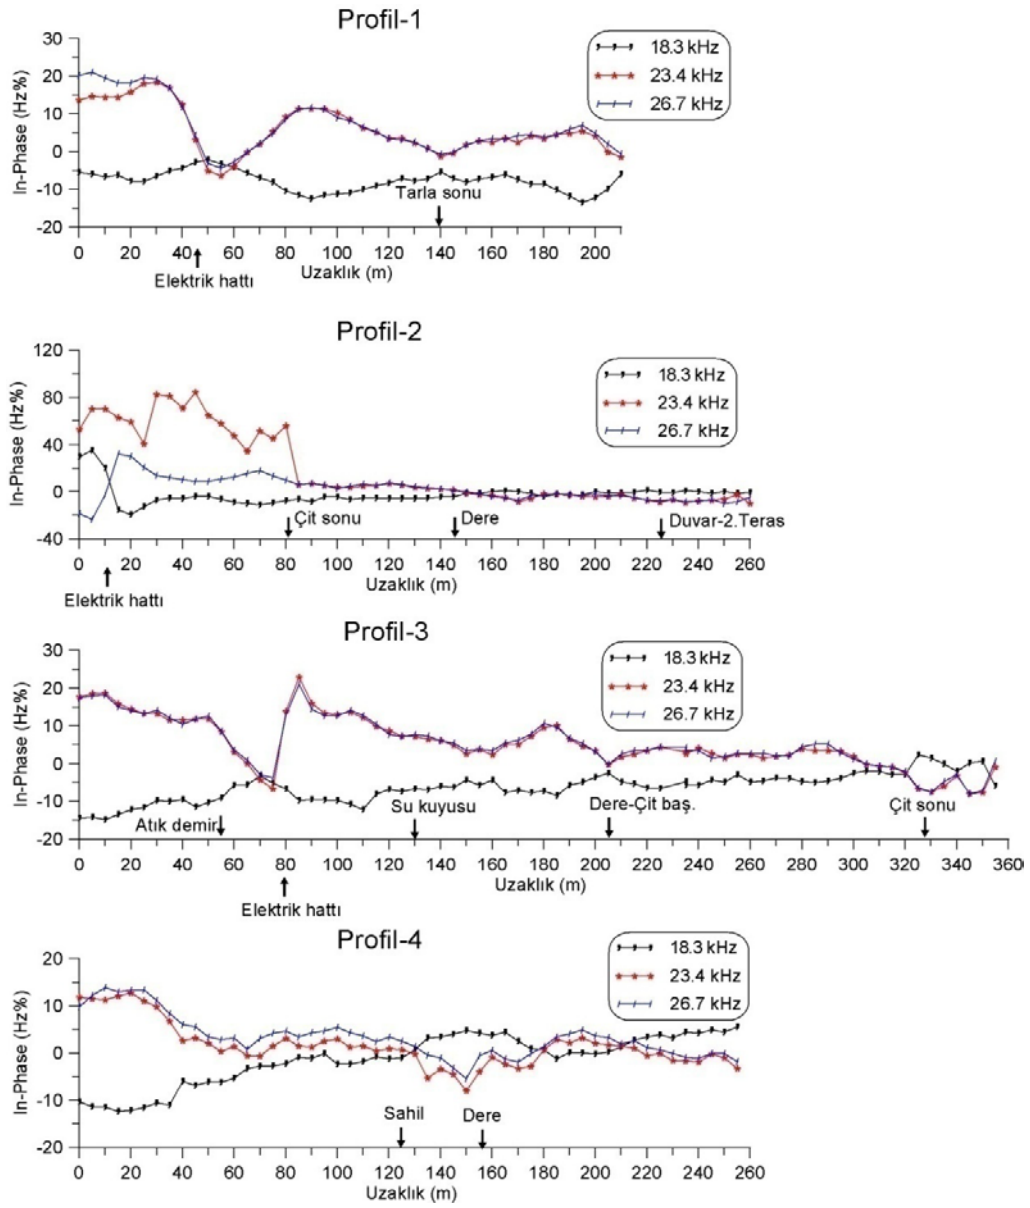 Profil-1
30
20
10
0
-10
-20
In-Phase (Hz%)
18.3 kHz
23.4 kHz
26.7 kHz
Tarla sonu
0 20 40 60 80 100 120 140 160 180 200
Elektrik hattı
Uzaklık (m)
Profil-2
120
80
40
0
-40
In-Phase (Hz%)
18.3 kHz
23.4 kHz
26.7 kHz
Çit sonu
Dere
Duvar-2.Teras
0 20 40 60 80 100 120 140 160 180 200 220 240 260
Uzaklık (m)
Elektrik hattı
Profil-3
30
20
10
0
-10
-20
In-Phase (Hz%)
18.3 kHz
23.4 kHz
26.7 kHz
Atık demir
Su kuyusu
Dere-Çit baş.
Çit sonu
0 20 40 60 80 100 120 140 160 180 200 220 240 260 280 300 320 340 360
Uzaklık (m)
Elektrik hattı
Profil-4
20
10
0
-10
-20
In-Phase (Hz%)
18.3 kHz
23.4 kHz
26.7 kHz
Sahil
Dere
0 20 40 60 80 100 120 140 160 180 200 220 240 260
Uzaklık (m)